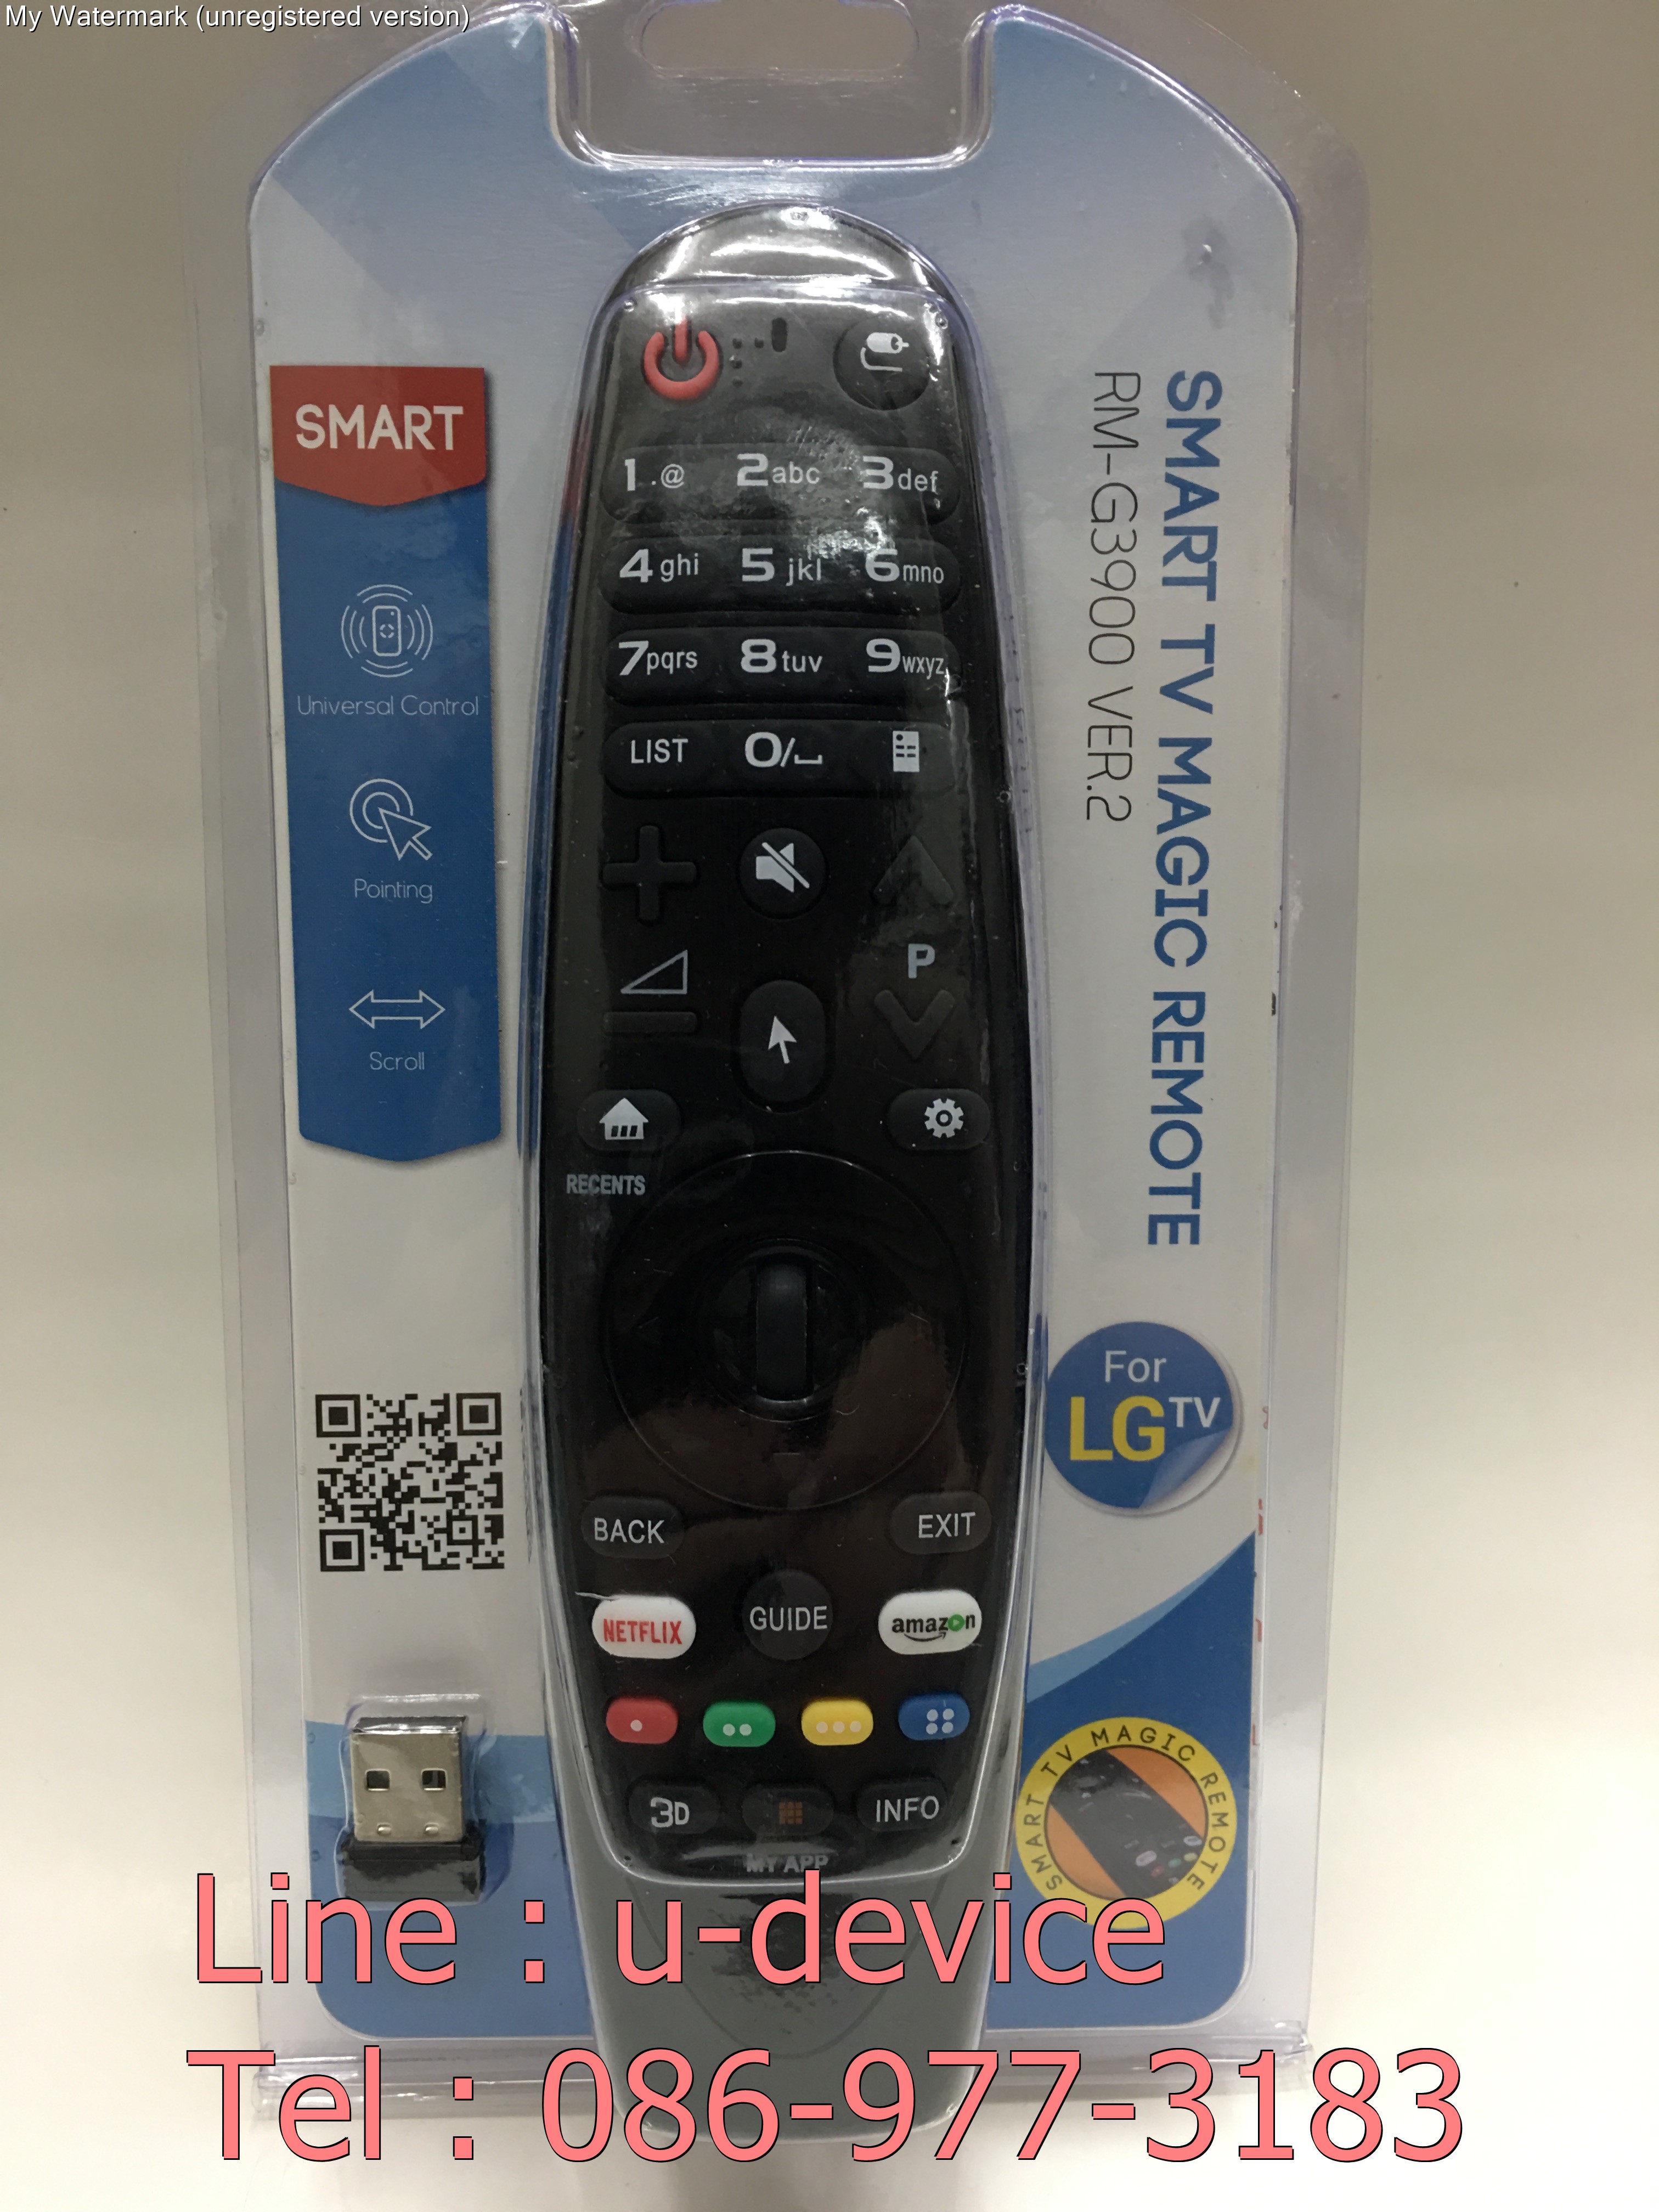 My Watermark (unregistered version)
SMART
Universal Control
Pointing
Scroll
1.@ 2abc 3def
4ghi 5jkl 6mno
7pqrs 8tuv 9wxyz
LIST 0/⎵
P
RECENTS
SMART TV MAGIC REMOTE
RM-G3900 VER.2
For
LG TV
BACK EXIT
NETFLIX GUIDE amazon
3D INFO
MY APP
SMART TV MAGIC REMOTE
Line : u-device
Tel : 086-977-3183